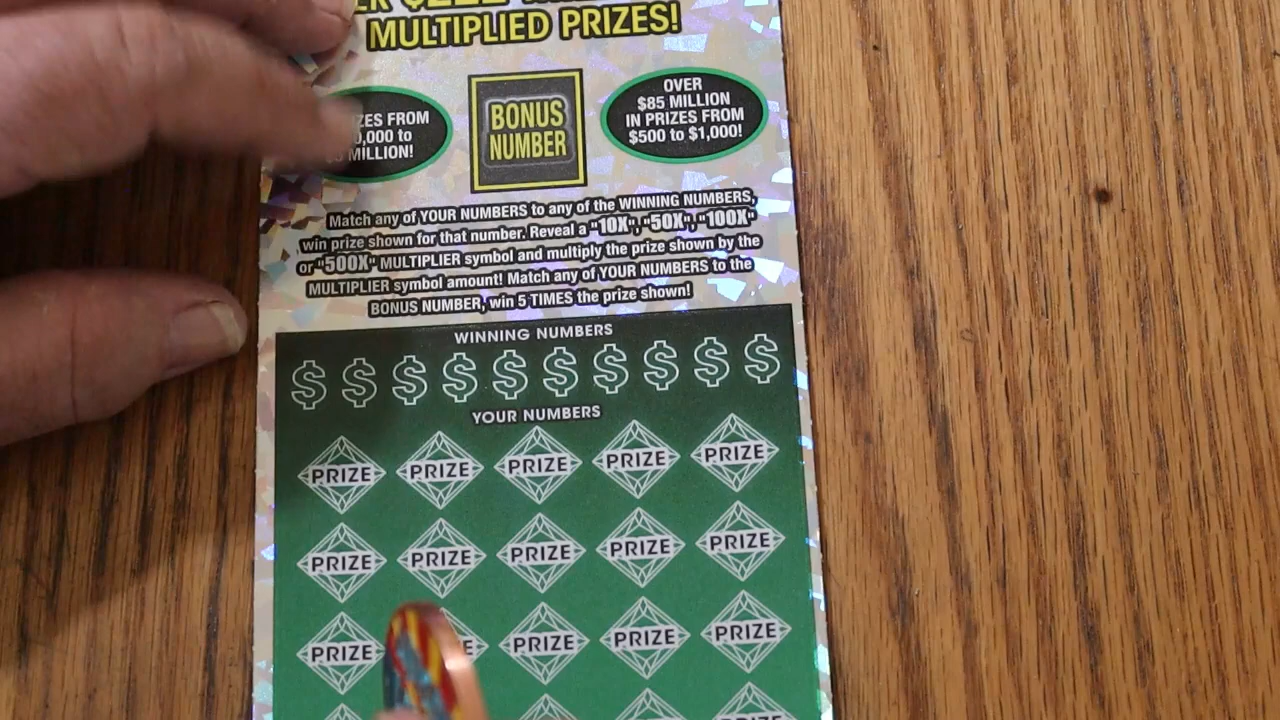 MULTIPLIED PRIZES!
BONUS
NUMBER
FROM
to
MILLION!
OVER
$85 MILLION
IN PRIZES FROM
$500 to $1,000!
Match any of YOUR NUMBERS to any of the WINNING NUMBERS,
win prize shown for that number. Reveal a "10X", "50X", "100X"
or "500X" MULTIPLIER symbol and multiply the prize shown by the
MULTIPLIER symbol amount! Match any of YOUR NUMBERS to the
BONUS NUMBER, win 5 TIMES the prize shown!
WINNING NUMBERS
$ $ $ $ $ $ $ $ $ $
YOUR NUMBERS
PRIZE PRIZE PRIZE PRIZE PRIZE
PRIZE PRIZE PRIZE PRIZE PRIZE
PRIZE PRIZE PRIZE PRIZE
PRIZE